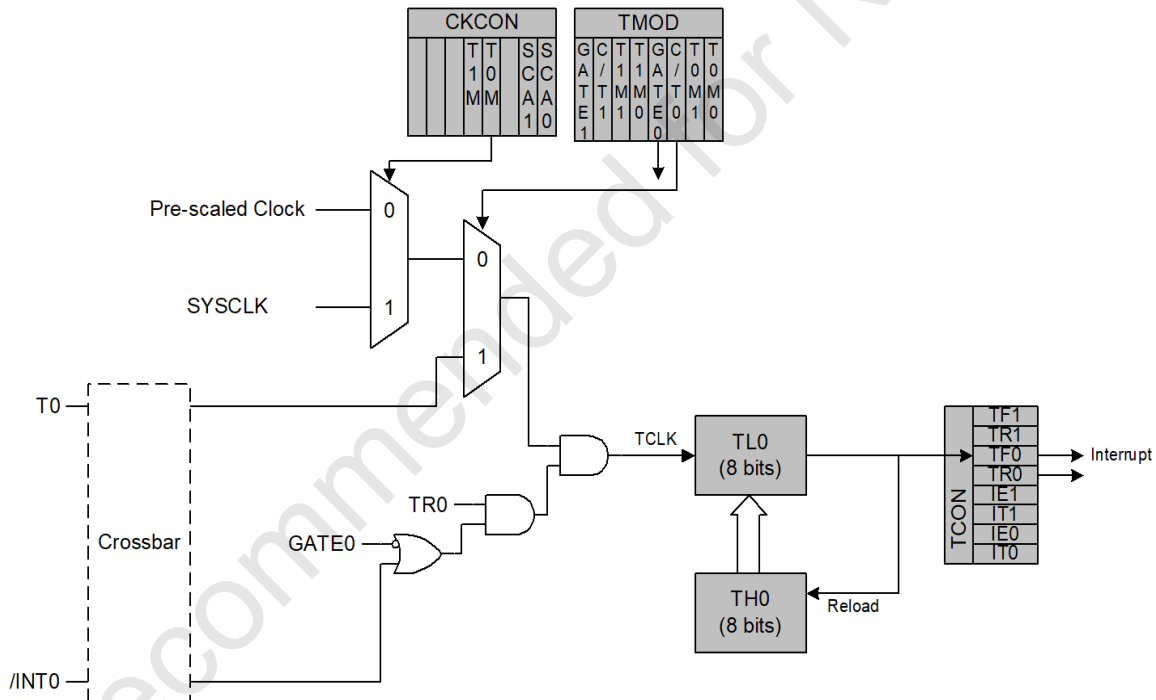 CKCON
T1M
T0M
SCA1
SCA0
TMOD
GATE1
C/T1
T1M1
T1M0
GATE0
C/T0
T0M1
T0M0
Pre-scaled Clock
0
SYSCLK
1
0
1
T0
Crossbar
/INT0
TR0
GATE0
TCLK
TL0
(8 bits)
TH0
(8 bits)
Reload
TCON
TF1
TR1
TF0
TR0
IE1
IT1
IE0
IT0
Interrupt
ecommended for N